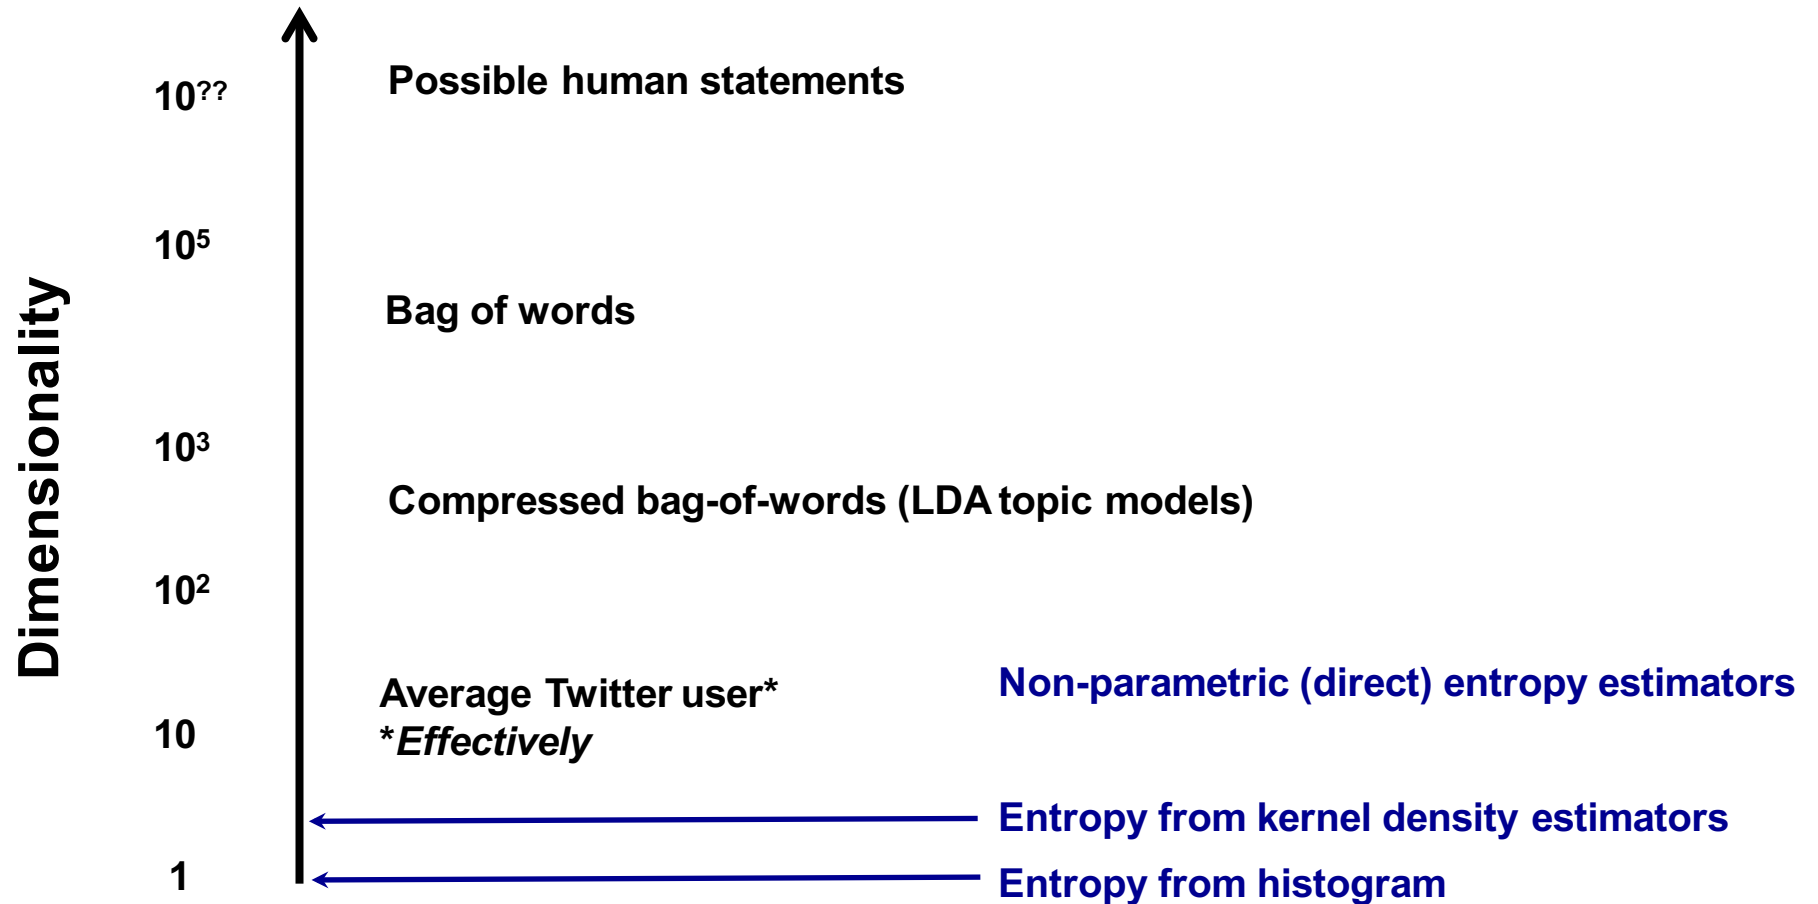 Dimensionality
10??
Possible human statements
10⁵
Bag of words
10³
Compressed bag-of-words (LDA topic models)
10²
Average Twitter user*
*Effectively
Non-parametric (direct) entropy estimators
10
Entropy from kernel density estimators
1
Entropy from histogram